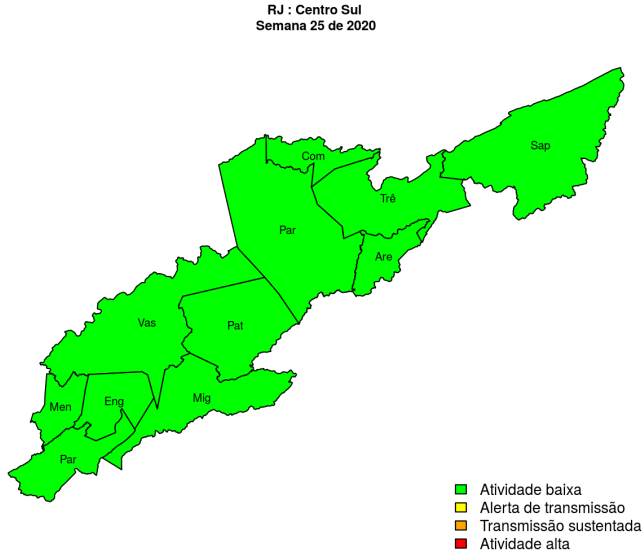 RJ : Centro Sul
Semana 25 de 2020
Sap
Com
Trê
Par
Are
Vas
Pat
Men
Eng
Mig
Par
Atividade baixa
Alerta de transmissão
Transmissão sustentada
Atividade alta